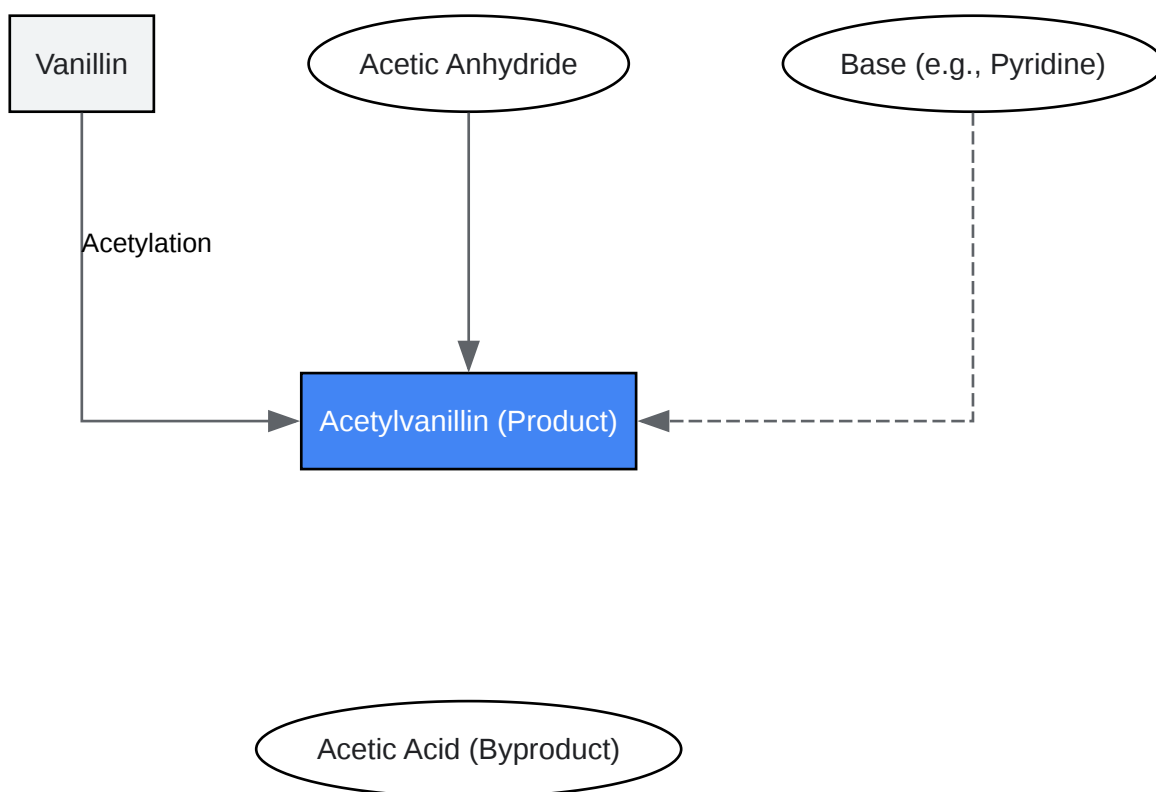 Vanillin
Acetic Anhydride
Base (e.g., Pyridine)
Acetylation
Acetylvanillin (Product)
Acetic Acid (Byproduct)